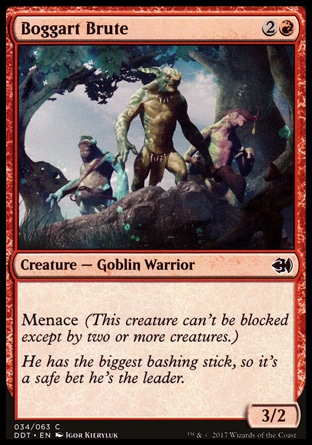 Boggart Brute 2
Creature — Goblin Warrior
Menace (This creature can't be blocked
except by two or more creatures.)
He has the biggest bashing stick, so it's
a safe bet he's the leader.
3/2
034/063 C
DDT • EN Igor Kieryluk
™ & © 2017 Wizards of the Coast